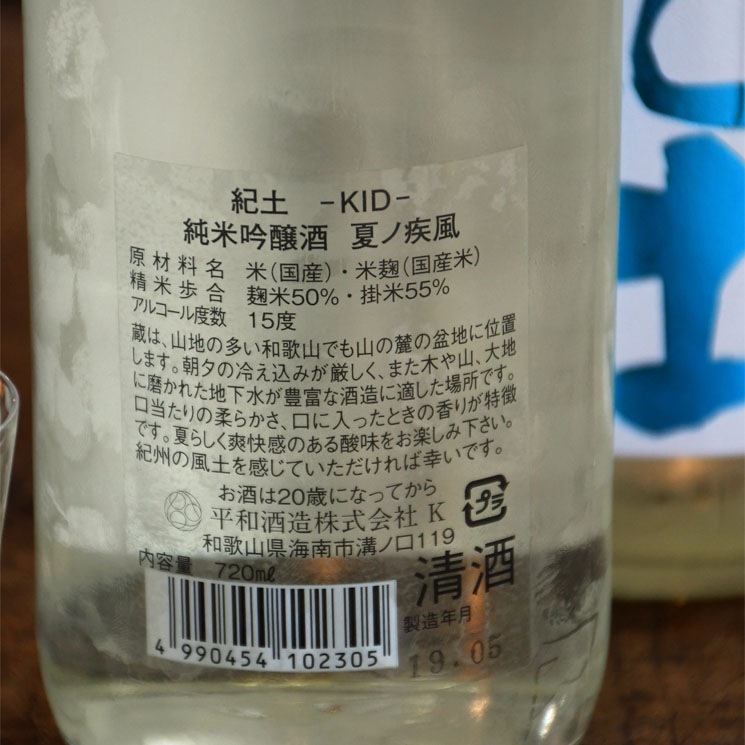 紀土 -KID-
純米吟醸酒 夏ノ疾風
原材料名 米(国産)・米麹(国産米)
精米歩合 麹米50%・掛米55%
アルコール度数 15度
蔵は、山地の多い和歌山でも山の麓の盆地に位置
します。朝夕の冷え込みが厳しく、また木や山、大地
に磨かれた地下水が豊富な酒造に適した場所です。
口当たりの柔らかさ、口に入ったときの香りが特徴
です。夏らしく爽快感のある酸味をお楽しみ下さい。
紀州の風土を感じていただければ幸いです。
お酒は20歳になってから
平和酒造株式会社 K
プラ
和歌山県海南市溝ノ口119
内容量 720mℓ
清酒
製造年月
19.05
4 990454 102305